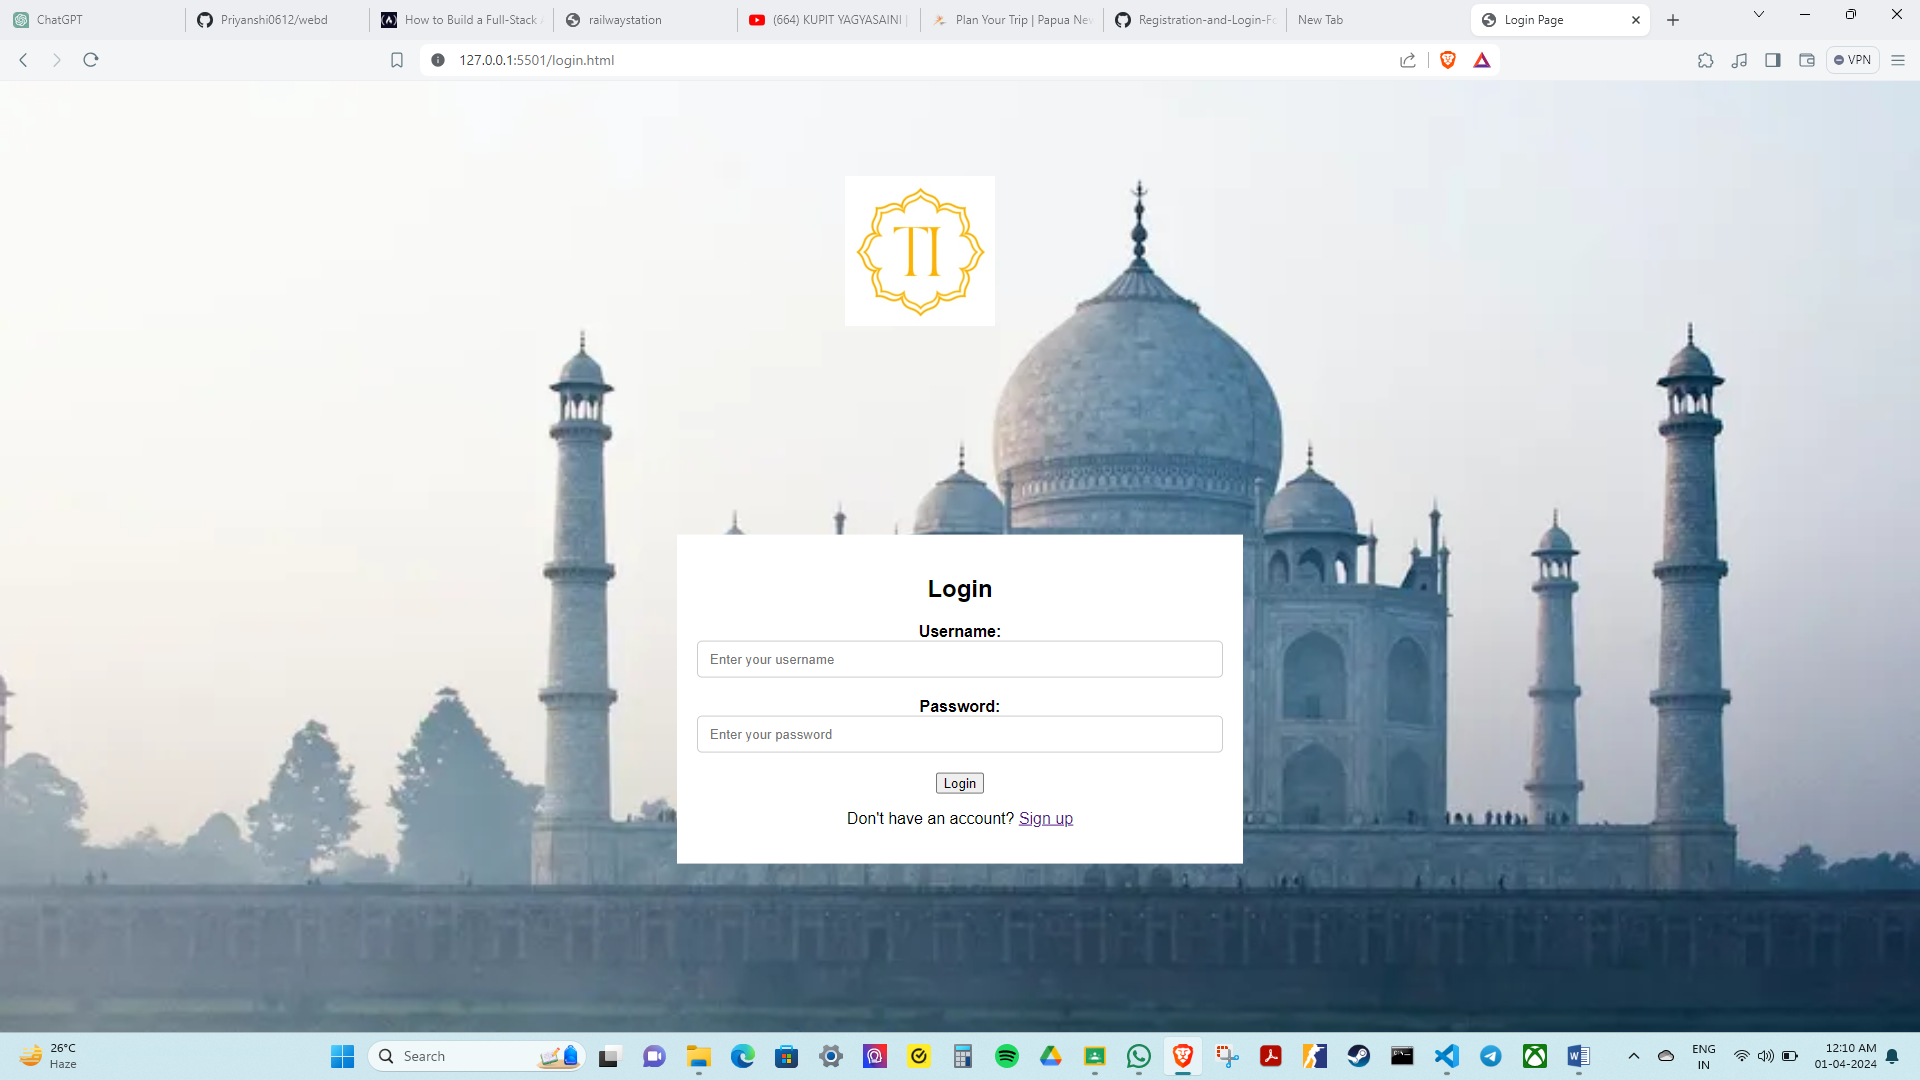 ChatGPT
Priyanshi0612/webd
How to Build a Full-Stack
railwaystation
(664) KUPIT YAGYASAINI |
Plan Your Trip | Papua Nev
Registration-and-Login-Fo
New Tab
Login Page
127.0.0.1:5501/login.html
VPN
TI
Login
Username:
Enter your username
Password:
Enter your password
Login
Don't have an account? Sign up
26°C
Haze
Search
ENG
IN
12:10 AM
01-04-2024